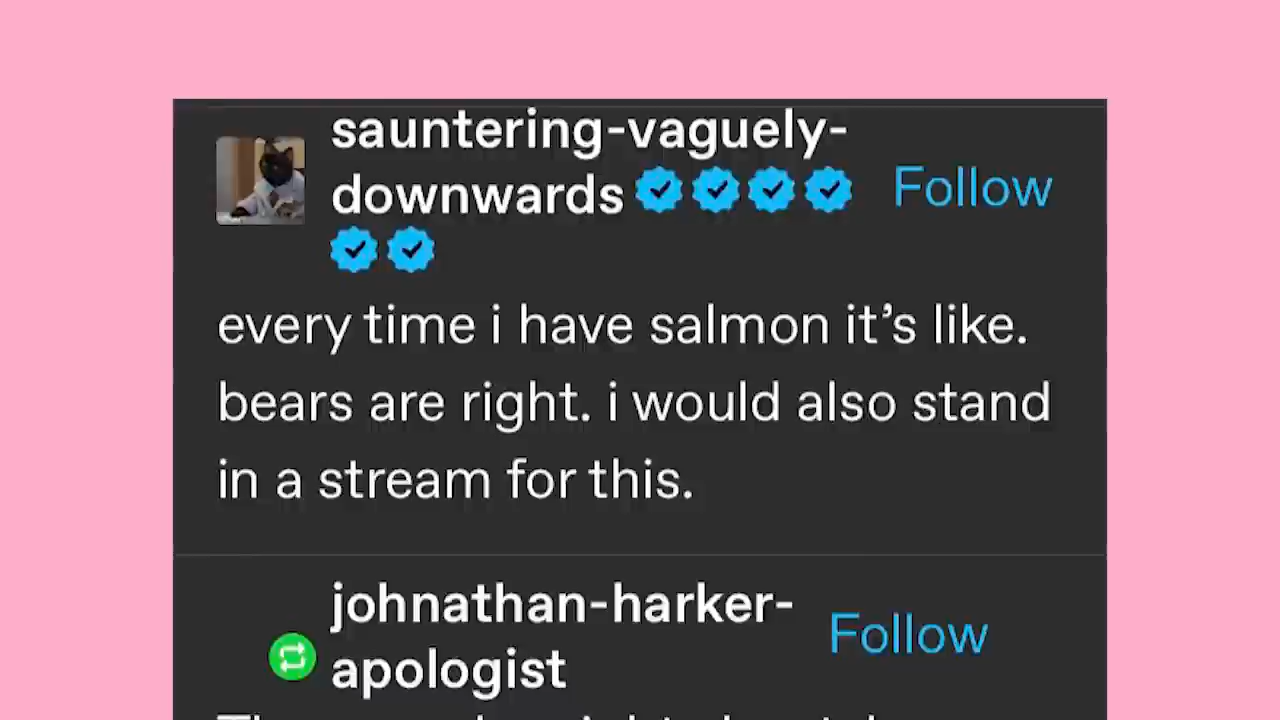 sauntering-vaguely-
downwards
Follow
every time i have salmon it’s like.
bears are right. i would also stand
in a stream for this.
johnathan-harker-
apologist
Follow